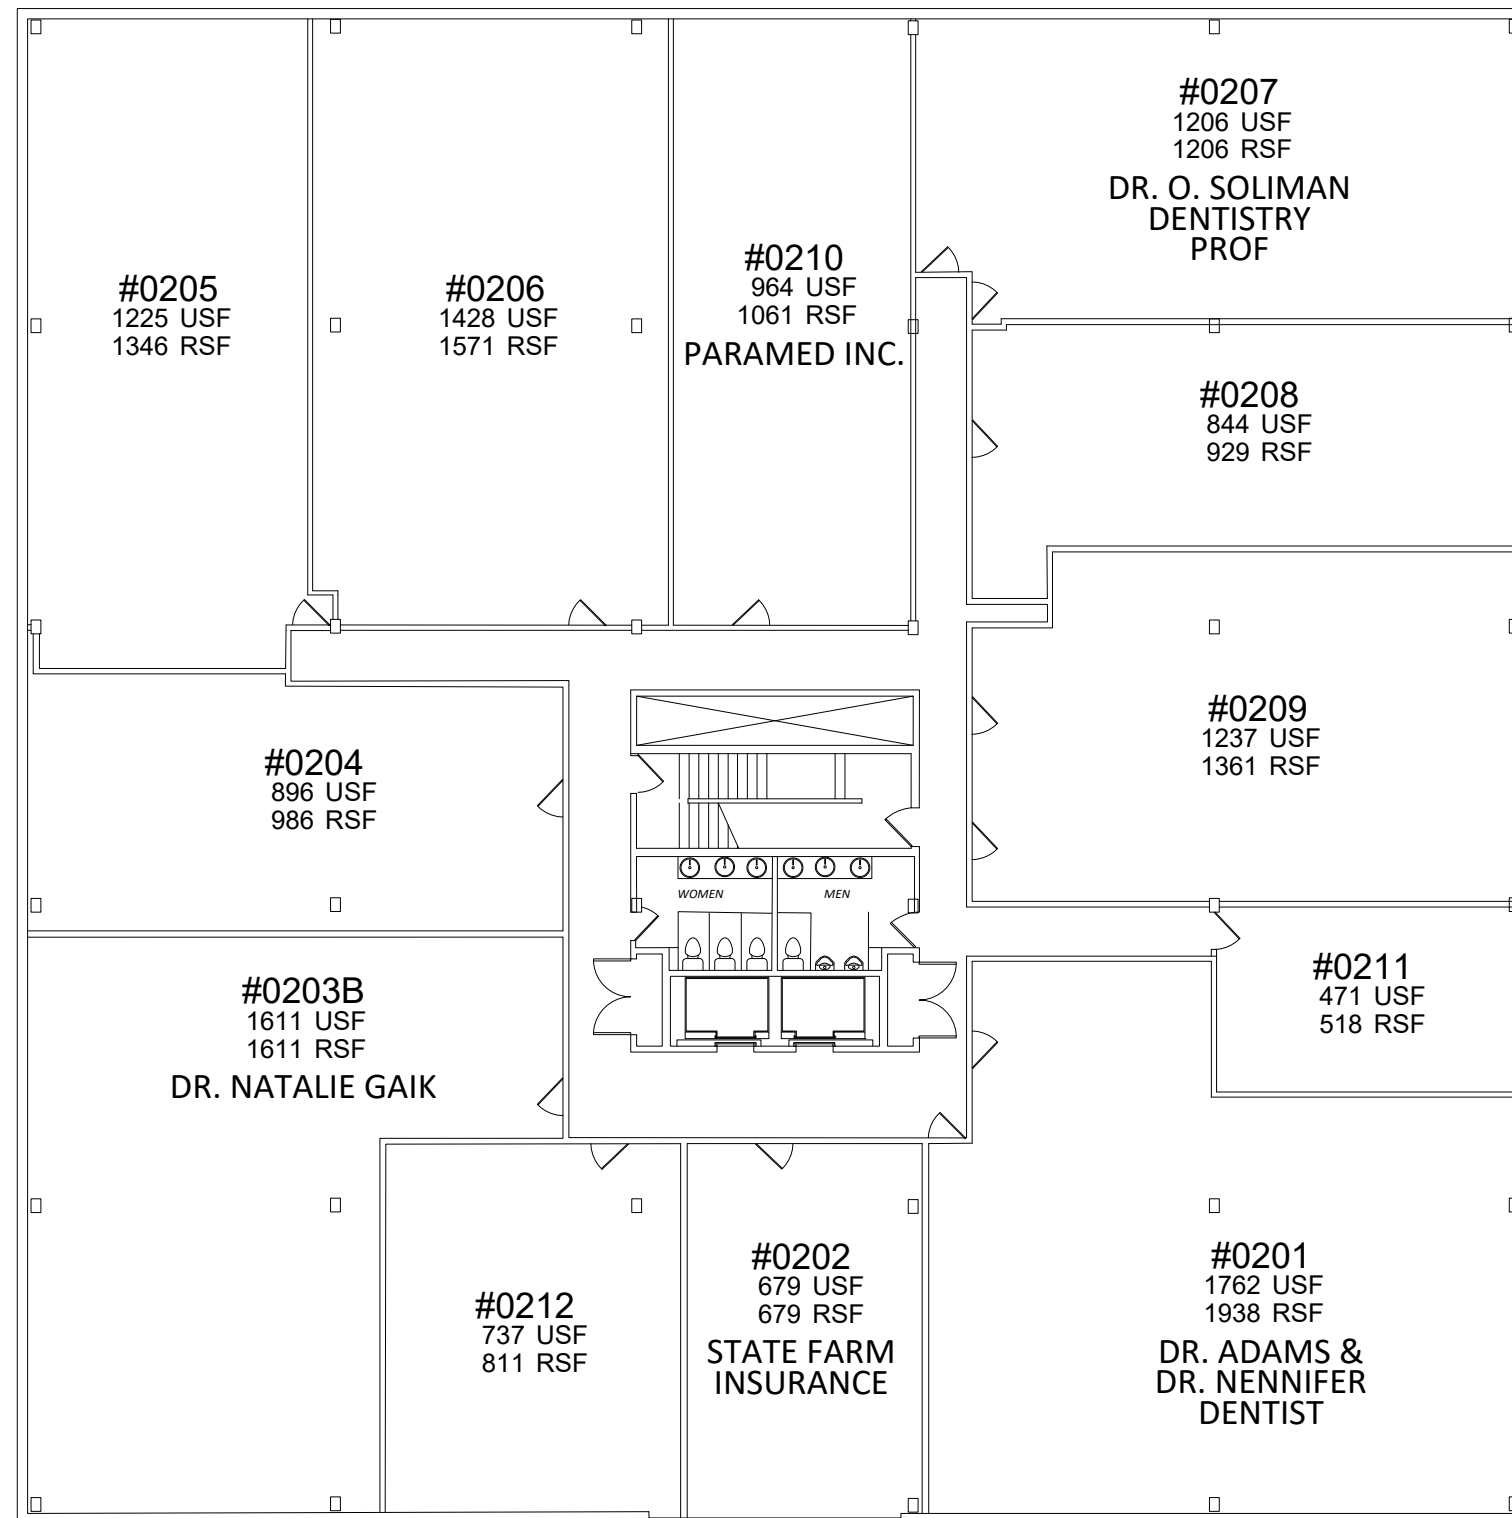 #0207
1206 USF
1206 RSF
DR. O. SOLIMAN
DENTISTRY
PROF
#0210
964 USF
1061 RSF
PARAMED INC.
#0205
1225 USF
1346 RSF
#0206
1428 USF
1571 RSF
#0208
844 USF
929 RSF
#0209
1237 USF
1361 RSF
#0204
896 USF
986 RSF
WOMEN
MEN
#0211
471 USF
518 RSF
#0203B
1611 USF
1611 RSF
DR. NATALIE GAIK
#0212
737 USF
811 RSF
#0202
679 USF
679 RSF
STATE FARM
INSURANCE
#0201
1762 USF
1938 RSF
DR. ADAMS &
DR. NENNIFER
DENTIST